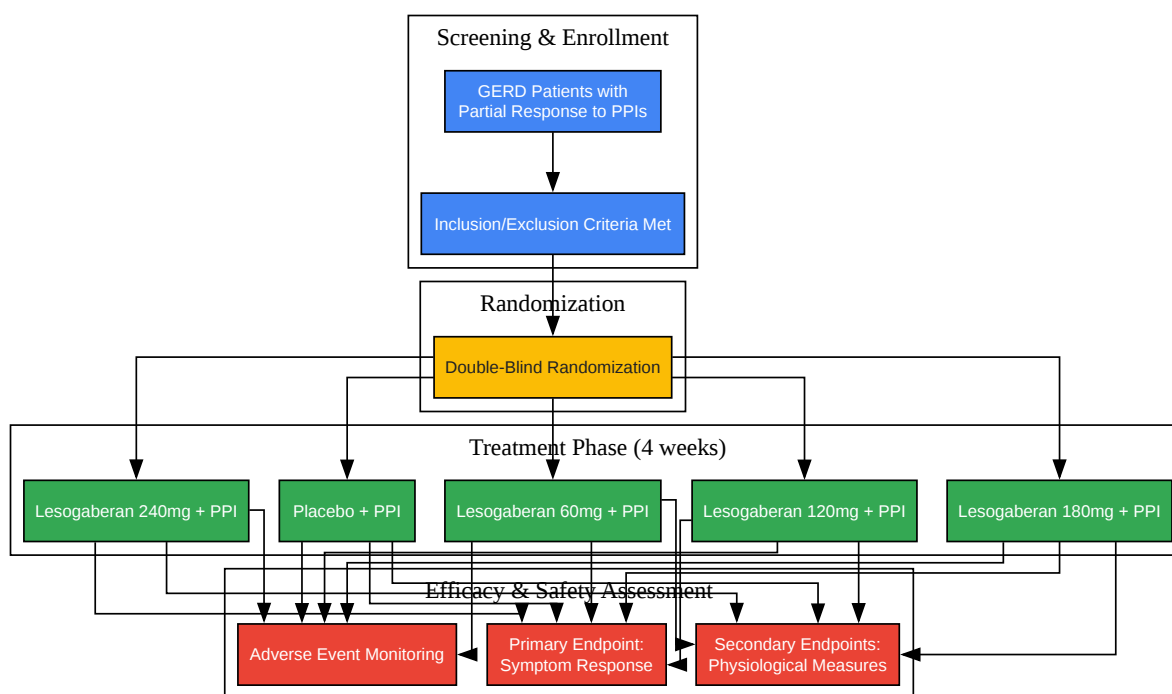 Screening & Enrollment
GERD Patients with
Partial Response to PPIs
Inclusion/Exclusion Criteria Met
Randomization
Double-Blind Randomization
Treatment Phase (4 weeks)
Lesogaberan 240mg + PPI
Placebo + PPI
Lesogaberan 60mg + PPI
Lesogaberan 120mg + PPI
Lesogaberan 180mg + PPI
Efficacy & Safety Assessment
Adverse Event Monitoring
Primary Endpoint:
Symptom Response
Secondary Endpoints:
Physiological Measures